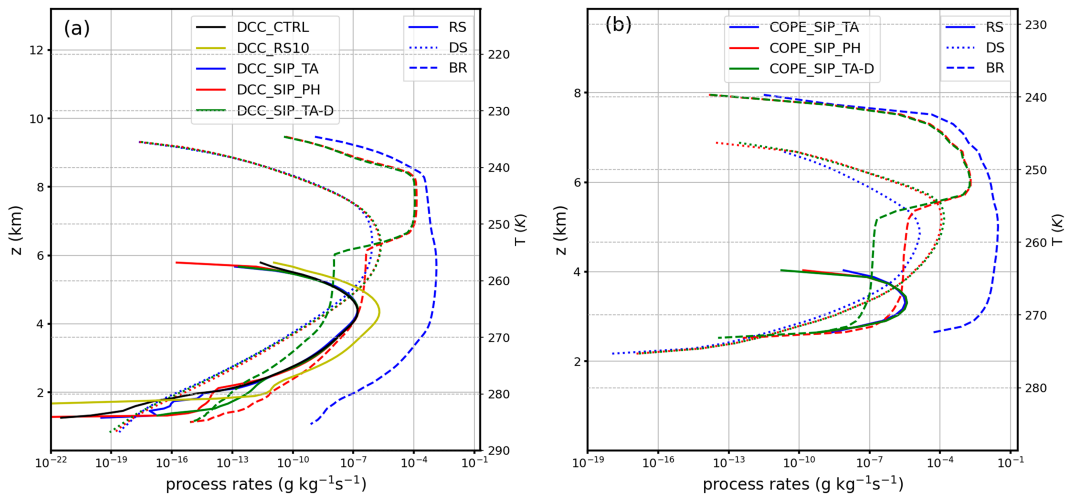 (a)
DCC_CTRL
DCC_RS10
DCC_SIP_TA
DCC_SIP_PH
DCC_SIP_TA-D
RS
DS
BR
12
10
8
6
4
2
z (km)
220
230
240
250
260
270
280
290
T (K)
10⁻²² 10⁻¹⁹ 10⁻¹⁶ 10⁻¹³ 10⁻¹⁰ 10⁻⁷ 10⁻⁴ 10⁻¹
process rates (g kg⁻¹s⁻¹)
(b)
COPE_SIP_TA
COPE_SIP_PH
COPE_SIP_TA-D
RS
DS
BR
8
6
4
2
z (km)
230
240
250
260
270
280
T (K)
10⁻¹⁹ 10⁻¹⁶ 10⁻¹³ 10⁻¹⁰ 10⁻⁷ 10⁻⁴ 10⁻¹
process rates (g kg⁻¹s⁻¹)